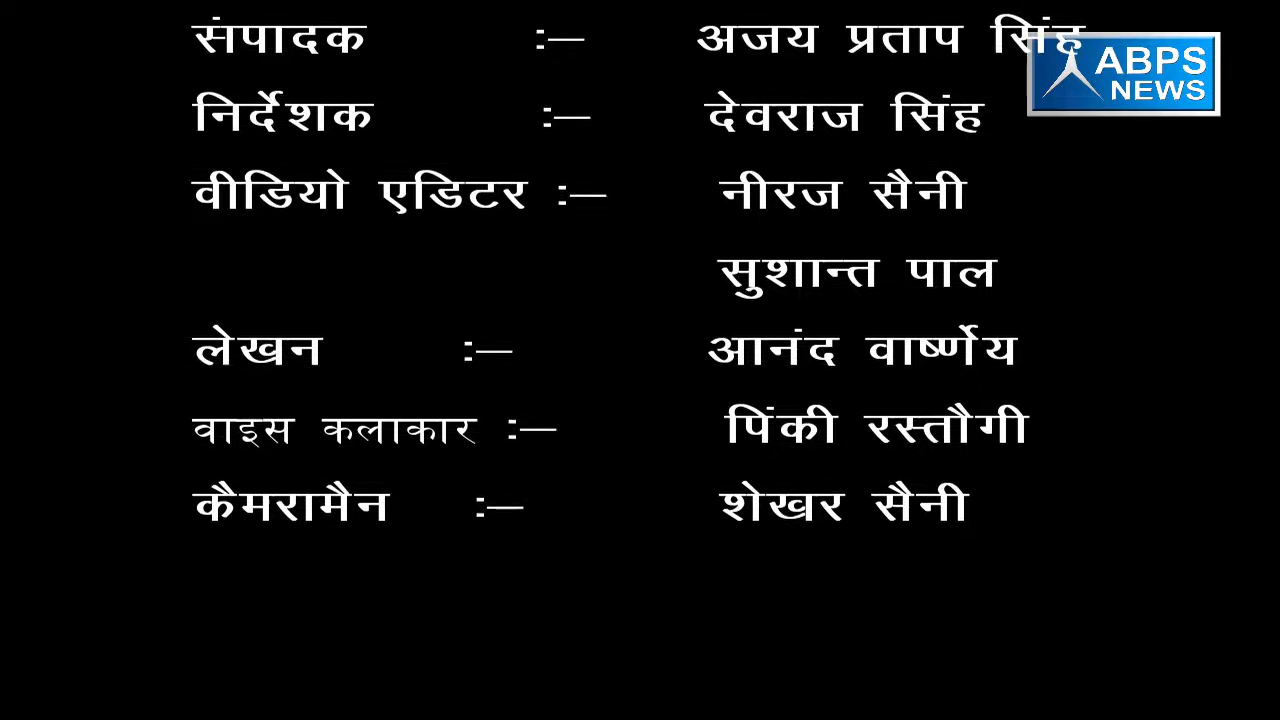 संपादक :— अजय प्रताप सिंह
ABPS
NEWS
निर्देशक :— देवराज सिंह
वीडियो एडिटर :— नीरज सैनी
सुशान्त पाल
लेखन :— आनंद वार्ष्णेय
वाइस कलाकार :— पिंकी रस्तौगी
कैमरामैन :— शेखर सैनी